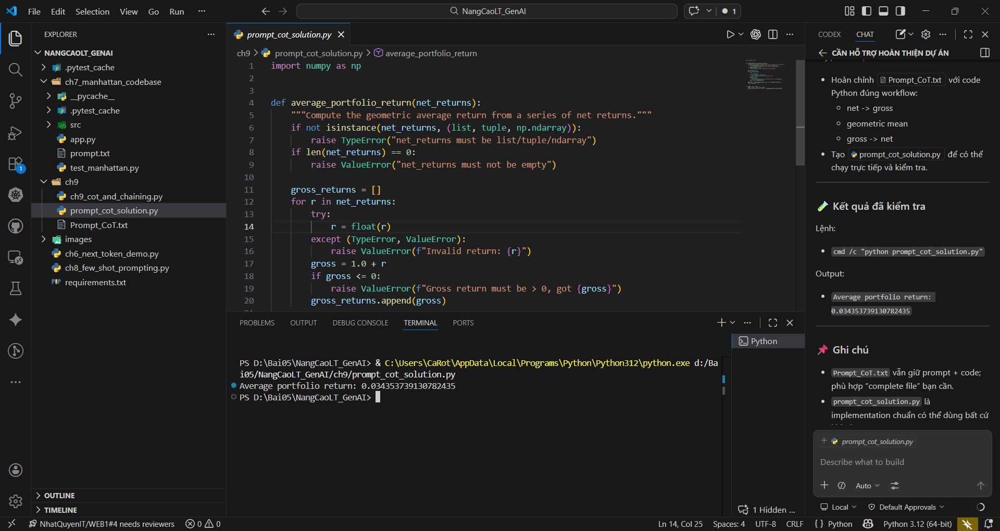 File Edit Selection View Go Run ···
NangCaoLT_GenAI
1
EXPLORER
NANGCAOLT_GENAI
.pytest_cache
ch7_manhattan_codebase
__pycache__
.pytest_cache
src
app.py
prompt.txt
test_manhattan.py
ch9
ch9_cot_and_chaining.py
prompt_cot_solution.py
Prompt_CoT.txt
images
ch6_next_token_demo.py
ch8_few_shot_prompting.py
requirements.txt
OUTLINE
TIMELINE
1
prompt_cot_solution.py
ch9 > prompt_cot_solution.py > average_portfolio_return
1 import numpy as np
2
3
4 def average_portfolio_return(net_returns):
5 """Compute the geometric average return from a series of net returns."""
6 if not isinstance(net_returns, (list, tuple, np.ndarray)):
7 raise TypeError("net_returns must be list/tuple/ndarray")
8 if len(net_returns) == 0:
9 raise ValueError("net_returns must not be empty")
10
11 gross_returns = []
12 for r in net_returns:
13 try:
14 r = float(r)
15 except (TypeError, ValueError):
16 raise ValueError(f"Invalid return: {r}")
17 gross = 1.0 + r
18 if gross <= 0:
19 raise ValueError(f"Gross return must be > 0, got {gross}")
20 gross_returns.append(gross)
PROBLEMS OUTPUT DEBUG CONSOLE TERMINAL PORTS
Python
PS D:\Bai05\NangCaoLT_GenAI> & C:\Users\CaRot\AppData\Local\Programs\Python\Python312\python.exe d:/Ba
i05/NangCaoLT_GenAI/ch9/prompt_cot_solution.py
Average portfolio return: 0.034353739130782435
PS D:\Bai05\NangCaoLT_GenAI>
1 Hidden ...
CODEX CHAT
CẦN HỖ TRỢ HOÀN THIỆN DỰ ÁN
Hoàn chỉnh Prompt_CoT.txt với code
Python đúng workflow:
net -> gross
geometric mean
gross -> net
Tạo prompt_cot_solution.py để có thể
chạy trực tiếp và kiểm tra.
Kết quả đã kiểm tra
Lệnh:
cmd /c "python prompt_cot_solution.py"
Output:
Average portfolio return:
0.034353739130782435
Ghi chú
Prompt_CoT.txt vẫn giữ prompt + code;
phù hợp “complete file” bạn cần.
prompt_cot_solution.py là
implementation chuẩn có thể dùng bất cứ
prompt_cot_solution.py
Describe what to build
Auto
Local Default Approvals
NhatQuyenIT/WEB1#4 needs reviewers 0 0
Ln 14, Col 25 Spaces: 4 UTF-8 CRLF { } Python Python 3.12 (64-bit)